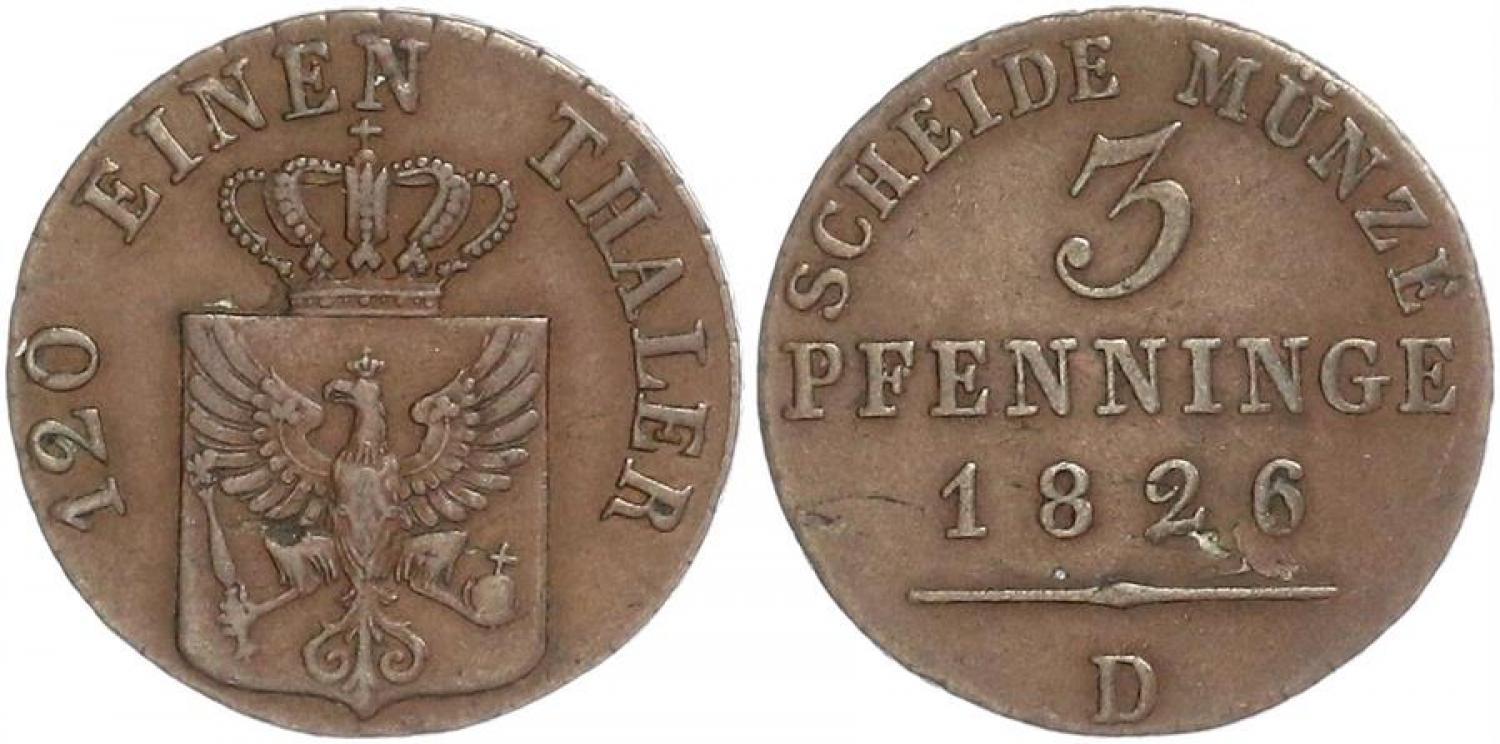 120 EINEN THALER
SCHEIDE MÜNZE
3
PFENNINGE
1826
D